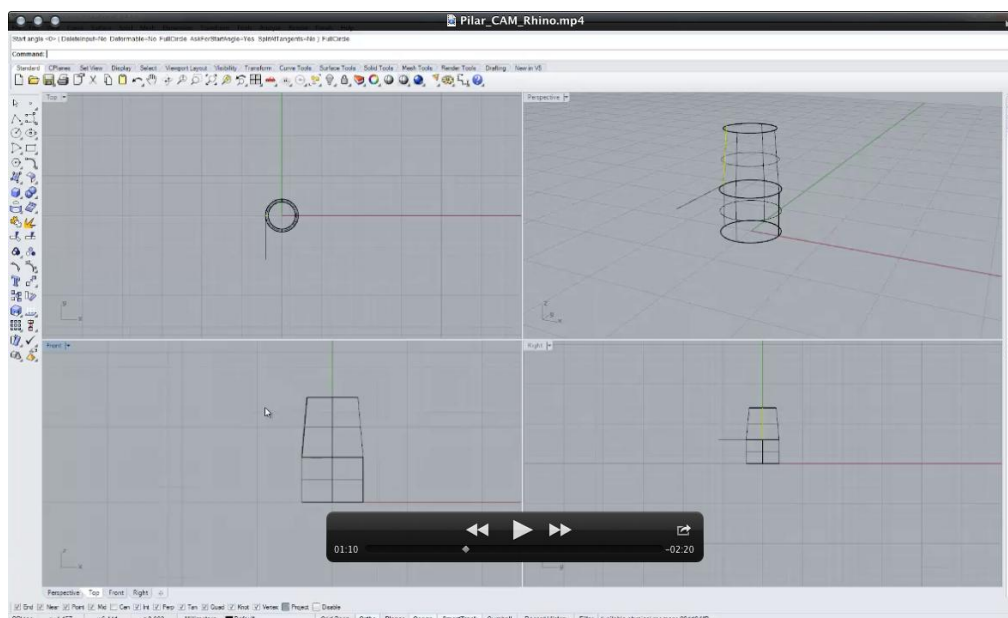 Pilar_CAM_Rhino.mp4
Start angle <0> ( DeleteInput=No Deformable=No FullCircle AskForStartAngle=Yes SplitAtTangents=No ): FullCircle
Command:
Standard CPlanes Set View Display Select Viewport Layout Visibility Transform Curve Tools Surface Tools Solid Tools Mesh Tools Render Tools Drafting New in V5
Top
Perspective
y
x
z
x
Front
Right
01:10
-02:20
z
x
Perspective Top Front Right
End Near Point Mid Cen Int Perp Tan Quad Knot Vertex Project Disable